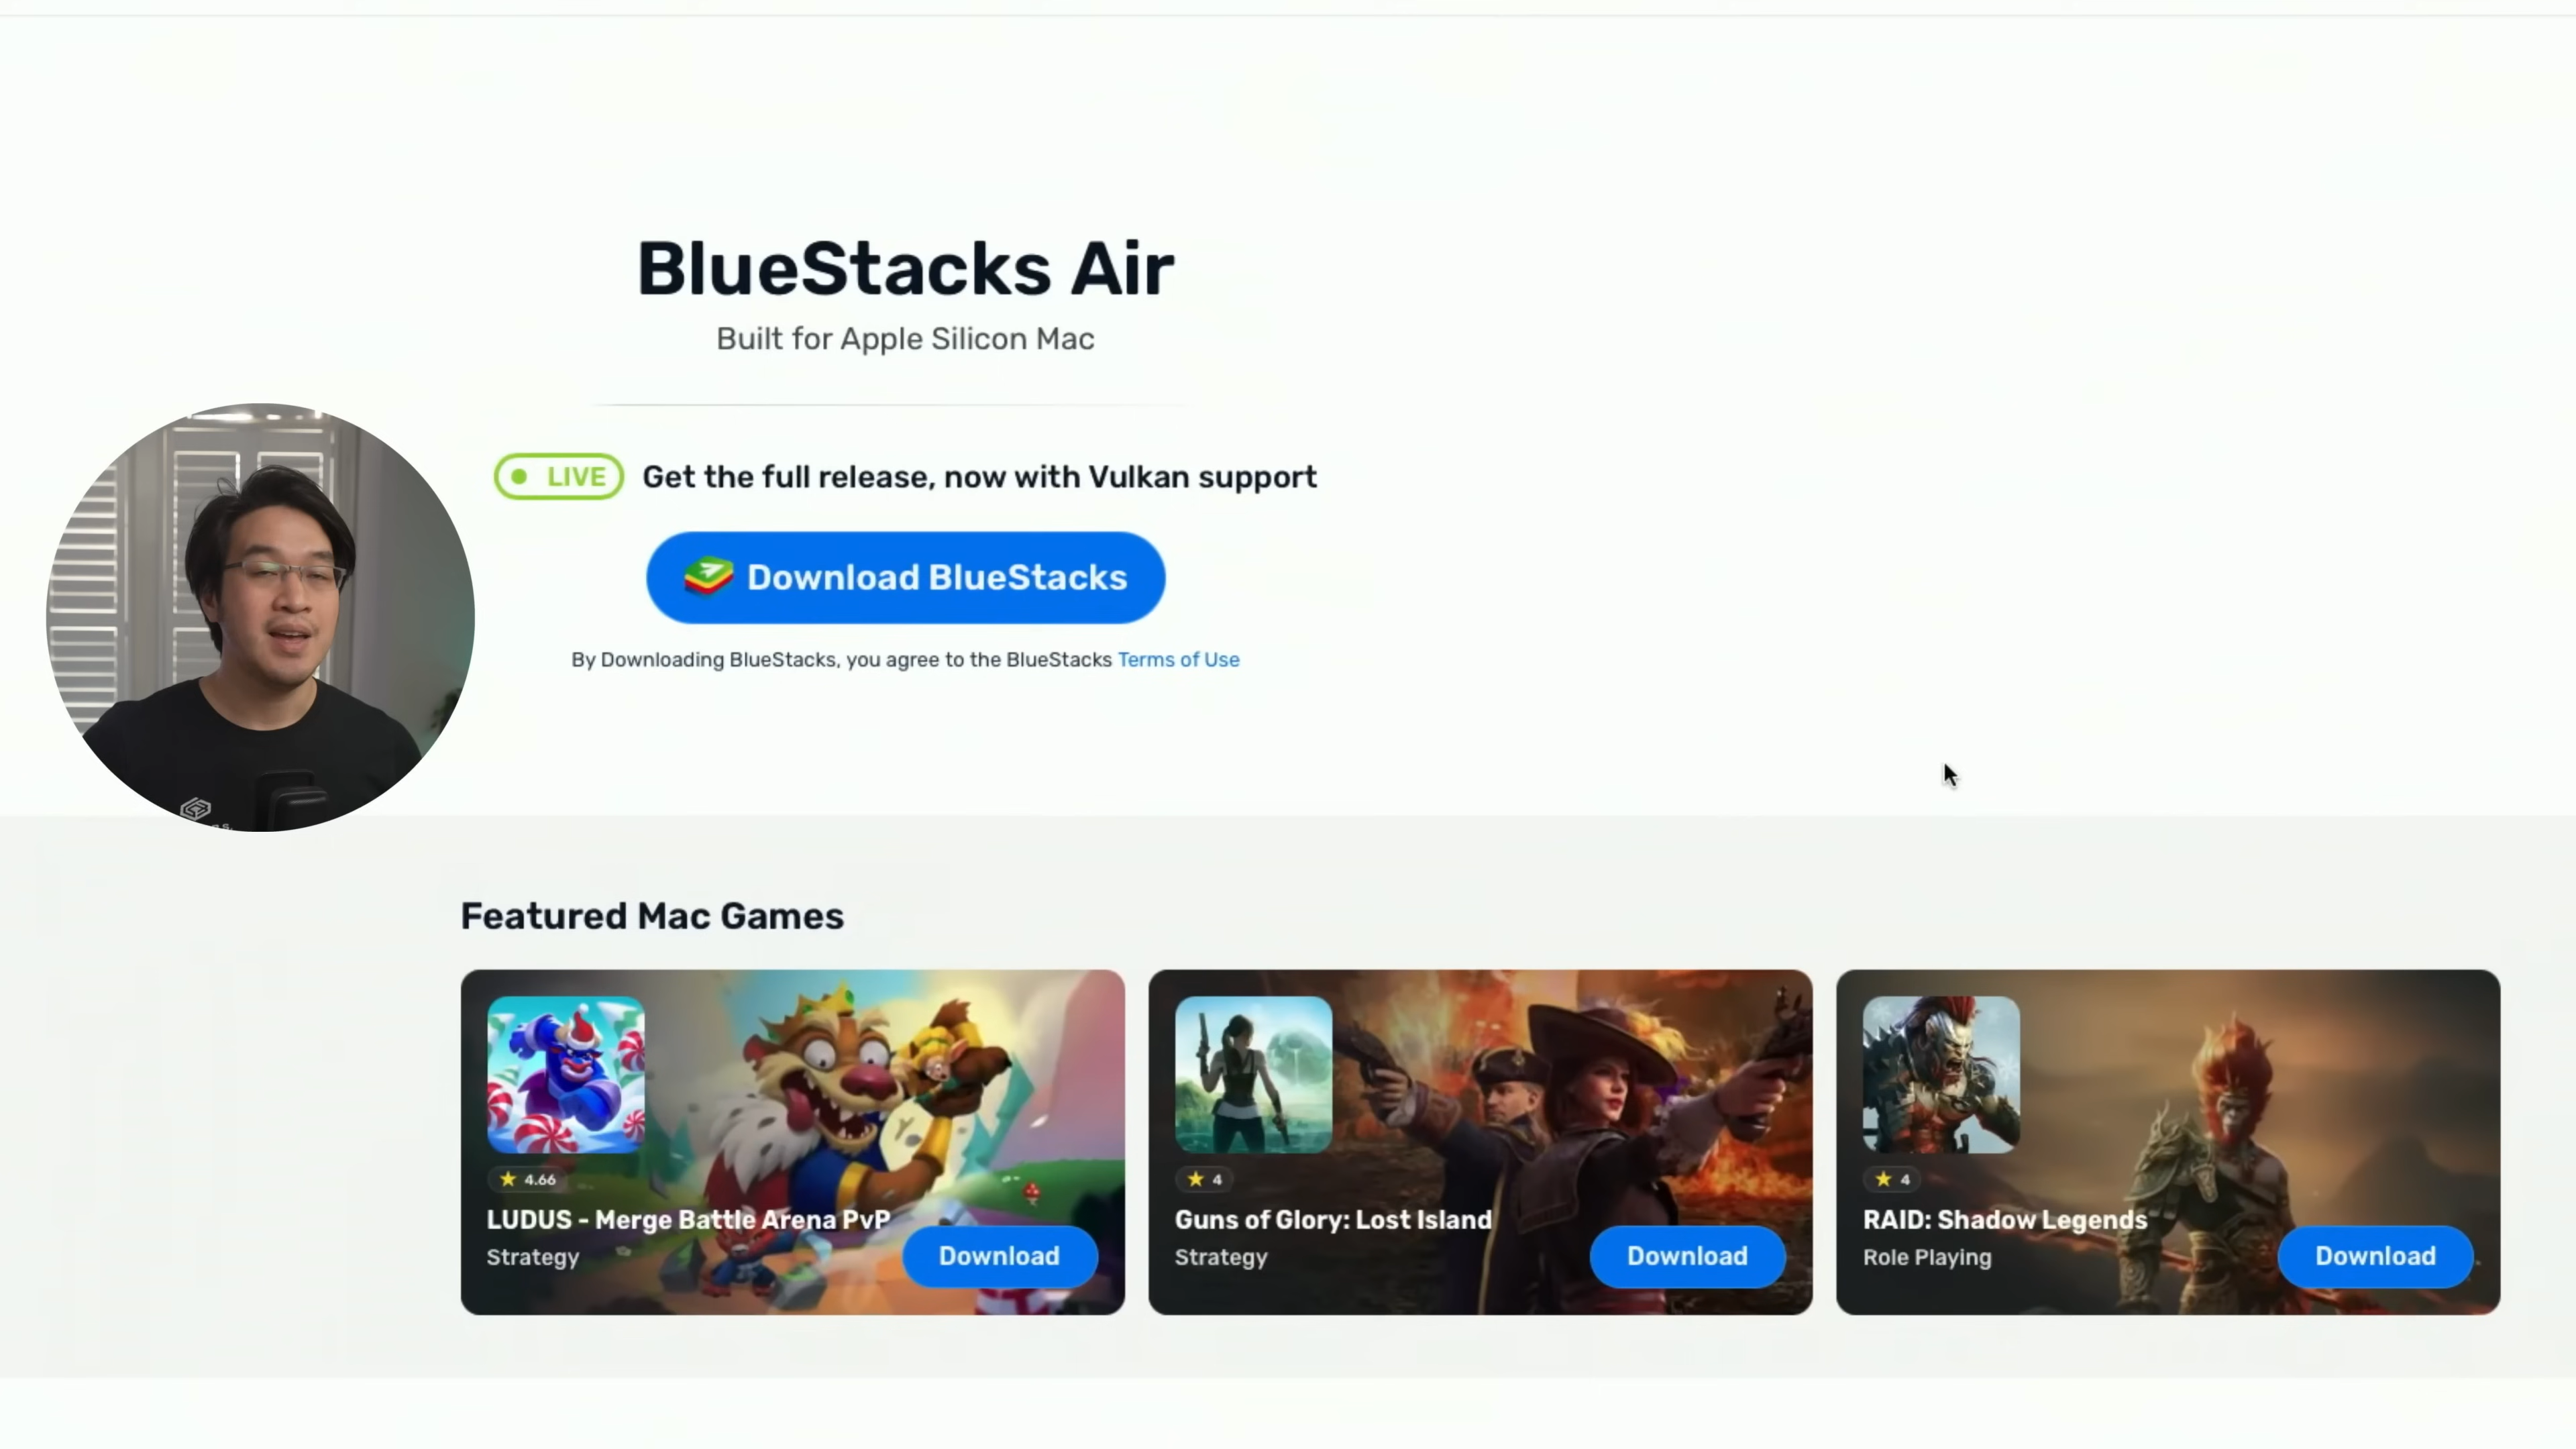 BlueStacks Air
Built for Apple Silicon Mac
LIVE
Get the full release, now with Vulkan support
Download BlueStacks
By Downloading BlueStacks, you agree to the BlueStacks Terms of Use
Featured Mac Games
4.66
LUDUS - Merge Battle Arena PvP
Strategy
Download
4
Guns of Glory: Lost Island
Strategy
Download
4
RAID: Shadow Legends
Role Playing
Download